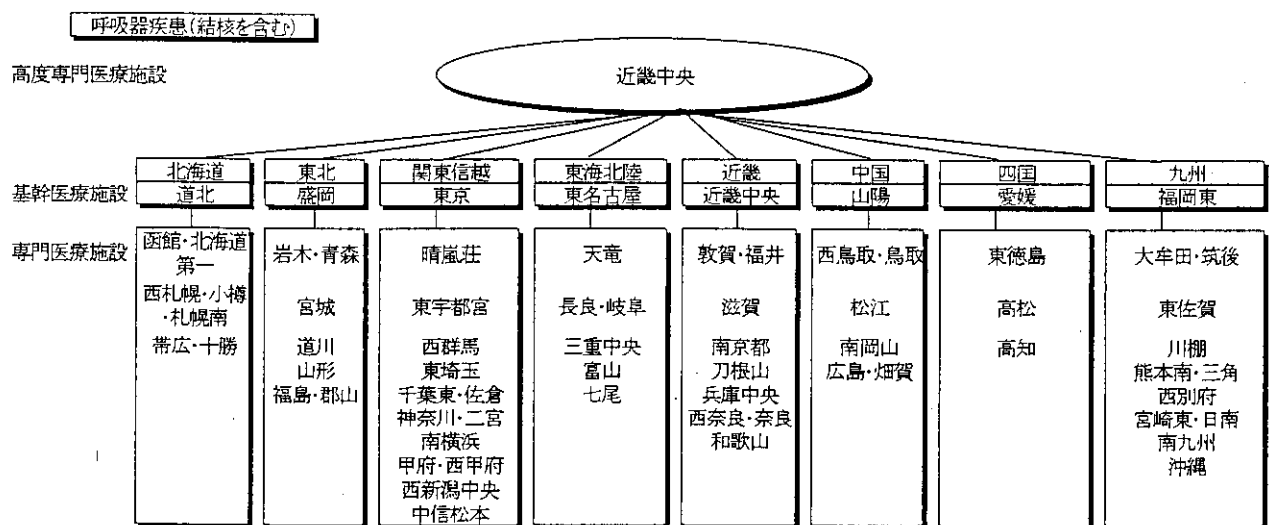 呼吸器疾患(結核を含む)
高度専門医療施設
近畿中央
基幹医療施設
北海道
道北
東北
盛岡
関東信越
東京
東海北陸
東名古屋
近畿
近畿中央
中国
山陽
四国
愛媛
九州
福岡東
専門医療施設
函館・北海道
第一
西札幌・小樽
・札幌南
帯広・十勝
岩木・青森
宮城
道川
山形
福島・郡山
晴嵐荘
東宇都宮
西群馬
東埼玉
千葉東・佐倉
神奈川・二宮
南横浜
甲府・西甲府
西新潟中央
中信松本
天竜
長良・岐阜
三重中央
富山
七尾
敦賀・福井
滋賀
南京都
刀根山
兵庫中央
西奈良・奈良
和歌山
西鳥取・鳥取
松江
南岡山
広島・畑賀
東徳島
高松
高知
大牟田・筑後
東佐賀
川棚
熊本南・三角
西別府
宮崎東・日南
南九州
沖縄